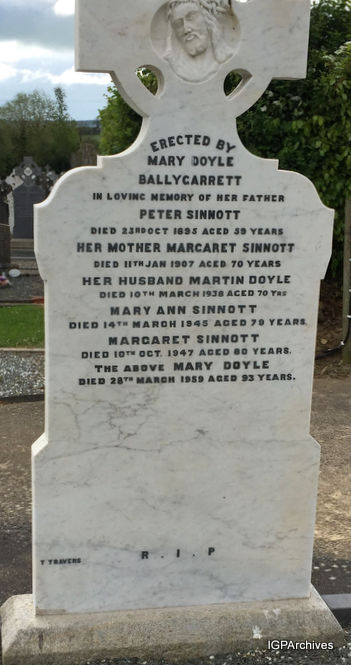 ERECTED BY
MARY DOYLE
BALLYGARRETT
IN LOVING MEMORY OF HER FATHER
PETER SINNOTT
DIED 23RD OCT 1895 AGED 59 YEARS
HER MOTHER MARGARET SINNOTT
DIED 11TH JAN 1907 AGED 70 YEARS
HER HUSBAND MARTIN DOYLE
DIED 10TH MARCH 1938 AGED 70 YRS
MARY ANN SINNOTT
DIED 14TH MARCH 1945 AGED 79 YEARS.
MARGARET SINNOTT
DIED 10TH OCT. 1947 AGED 80 YEARS.
THE ABOVE MARY DOYLE
DIED 28TH MARCH 1959 AGED 93 YEARS.
R . I . P
T TRAVERS
IGPArchives